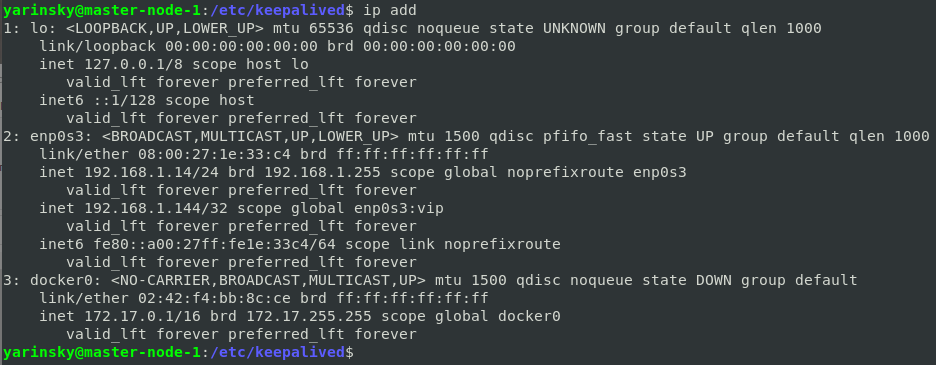 yarinsky@master-node-1:/etc/keepalived$ ip add
1: lo: <LOOPBACK,UP,LOWER_UP> mtu 65536 qdisc noqueue state UNKNOWN group default qlen 1000
    link/loopback 00:00:00:00:00:00 brd 00:00:00:00:00:00
    inet 127.0.0.1/8 scope host lo
       valid_lft forever preferred_lft forever
    inet6 ::1/128 scope host
       valid_lft forever preferred_lft forever
2: enp0s3: <BROADCAST,MULTICAST,UP,LOWER_UP> mtu 1500 qdisc pfifo_fast state UP group default qlen 1000
    link/ether 08:00:27:1e:33:c4 brd ff:ff:ff:ff:ff:ff
    inet 192.168.1.14/24 brd 192.168.1.255 scope global noprefixroute enp0s3
       valid_lft forever preferred_lft forever
    inet 192.168.1.144/32 scope global enp0s3:vip
       valid_lft forever preferred_lft forever
    inet6 fe80::a00:27ff:fe1e:33c4/64 scope link noprefixroute
       valid_lft forever preferred_lft forever
3: docker0: <NO-CARRIER,BROADCAST,MULTICAST,UP> mtu 1500 qdisc noqueue state DOWN group default
    link/ether 02:42:f4:bb:8c:ce brd ff:ff:ff:ff:ff:ff
    inet 172.17.0.1/16 brd 172.17.255.255 scope global docker0
       valid_lft forever preferred_lft forever
yarinsky@master-node-1:/etc/keepalived$